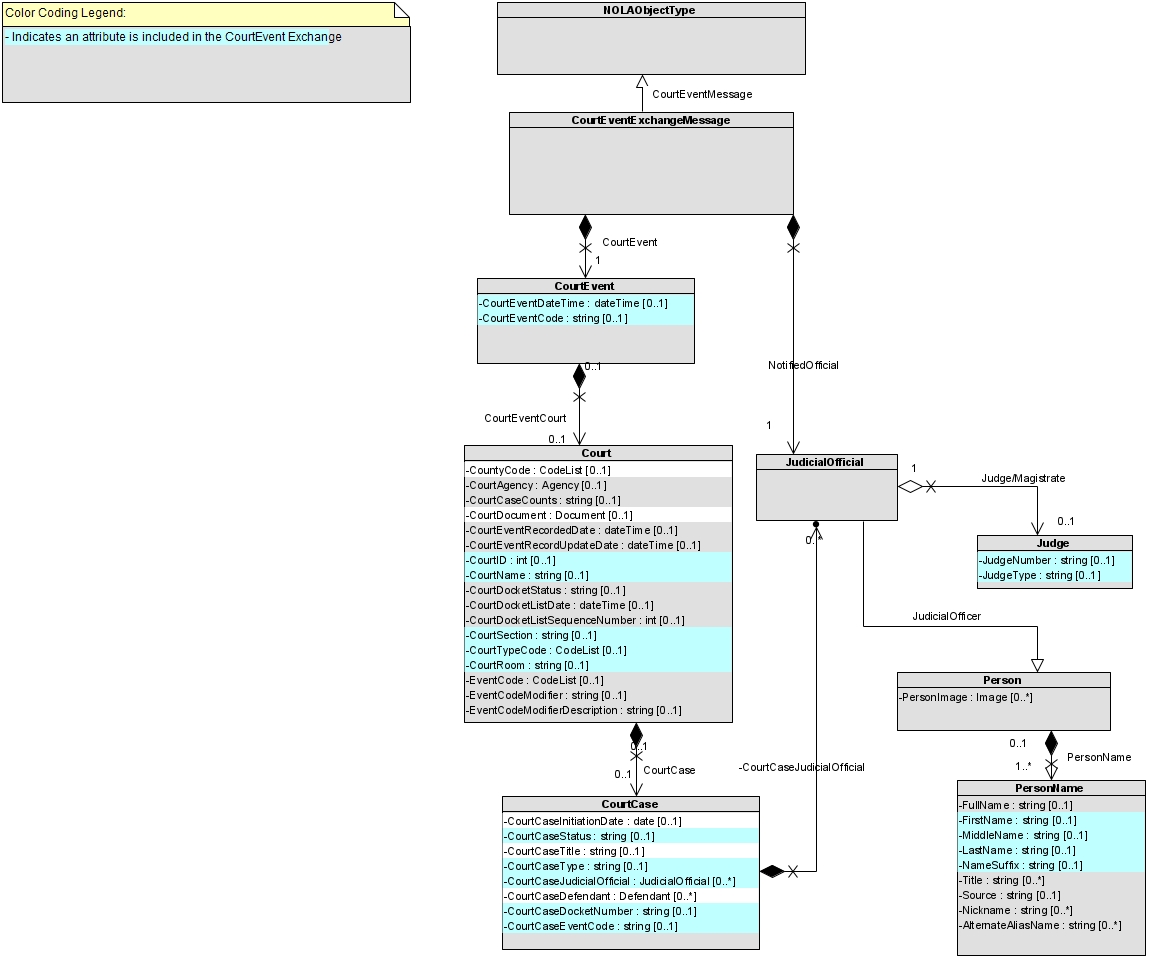 Color Coding Legend:
- Indicates an attribute is included in the CourtEvent Exchange
NOLAObjectType
CourtEventMessage
CourtEventExchangeMessage
CourtEvent
1
CourtEvent
-CourtEventDateTime : dateTime [0..1]
-CourtEventCode : string [0..1]
0..1
CourtEventCourt
0..1
NotifiedOfficial
1
Court
-CountyCode : CodeList [0..1]
-CourtAgency : Agency [0..1]
-CourtCaseCounts : string [0..1]
-CourtDocument : Document [0..1]
-CourtEventRecordedDate : dateTime [0..1]
-CourtEventRecordUpdateDate : dateTime [0..1]
-CourtID : int [0..1]
-CourtName : string [0..1]
-CourtDocketStatus : string [0..1]
-CourtDocketListDate : dateTime [0..1]
-CourtDocketListSequenceNumber : int [0..1]
-CourtSection : string [0..1]
-CourtTypeCode : CodeList [0..1]
-CourtRoom : string [0..1]
-EventCode : CodeList [0..1]
-EventCodeModifier : string [0..1]
-EventCodeModifierDescription : string [0..1]
JudicialOfficial
1
Judge/Magistrate
0..1
0..*
Judge
-JudgeNumber : string [0..1]
-JudgeType : string [0..1]
JudicialOfficer
Person
-PersonImage : Image [0..*]
0..1
1..*
PersonName
PersonName
-FullName : string [0..1]
-FirstName : string [0..1]
-MiddleName : string [0..1]
-LastName : string [0..1]
-NameSuffix : string [0..1]
-Title : string [0..*]
-Source : string [0..1]
-Nickname : string [0..*]
-AlternateAliasName : string [0..*]
0..1
0..1
CourtCase
-CourtCaseJudicialOfficial
CourtCase
-CourtCaseInitiationDate : date [0..1]
-CourtCaseStatus : string [0..1]
-CourtCaseTitle : string [0..1]
-CourtCaseType : string [0..1]
-CourtCaseJudicialOfficial : JudicialOfficial [0..*]
-CourtCaseDefendant : Defendant [0..*]
-CourtCaseDocketNumber : string [0..1]
-CourtCaseEventCode : string [0..1]